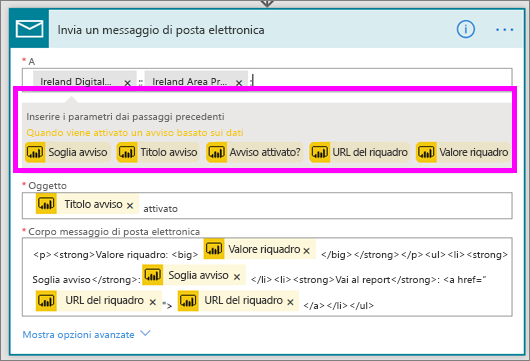 Invia un messaggio di posta elettronica
* A
Ireland Digital... × ; Ireland Area Pr... × ;
Inserire i parametri dai passaggi precedenti
Quando viene attivato un avviso basato sui dati
Soglia avviso Titolo avviso Avviso attivato? URL del riquadro Valore riquadro
* Oggetto
Titolo avviso × attivato
* Corpo messaggio di posta elettronica
<p><strong>Valore riquadro: <big> Valore riquadro × </big></strong></p><ul><li><strong>
Soglia avviso</strong>: Soglia avviso × </li><li><strong>Vai al report</strong>: <a href="
URL del riquadro × "> URL del riquadro × </a></li></ul>
Mostra opzioni avanzate